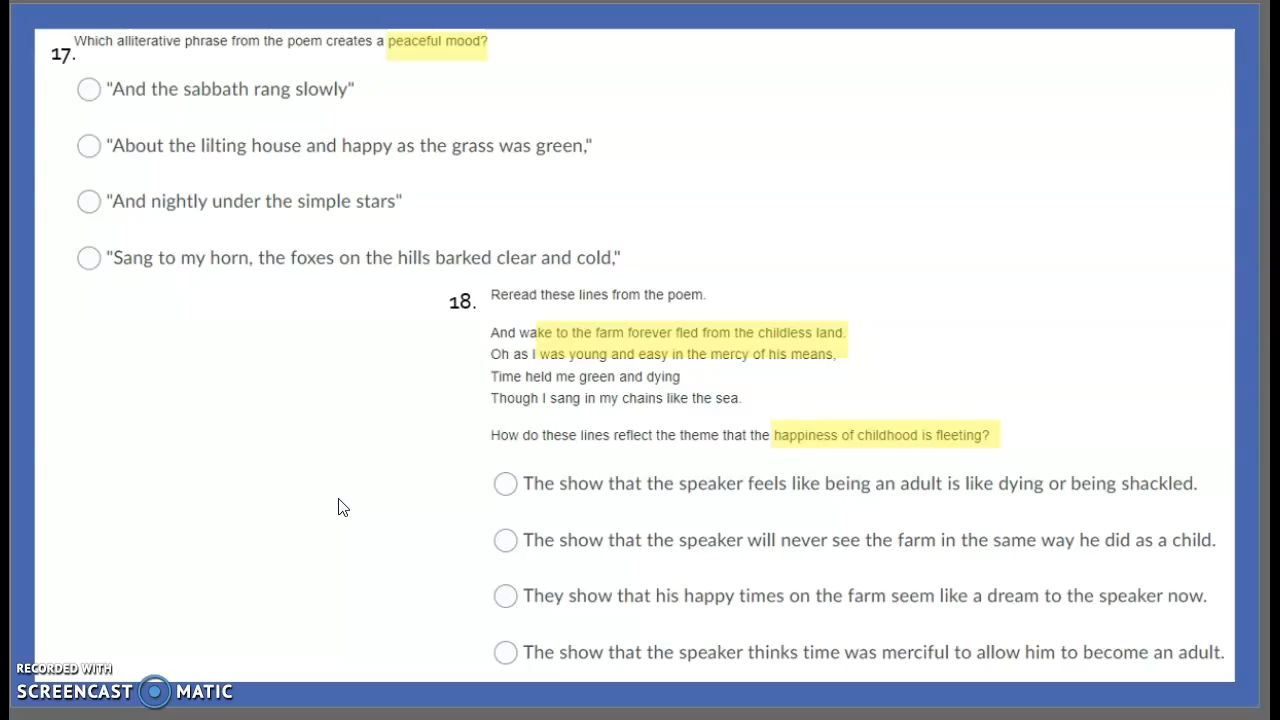 Which alliterative phrase from the poem creates a peaceful mood?
17.
"And the sabbath rang slowly"
"About the lilting house and happy as the grass was green,"
"And nightly under the simple stars"
"Sang to my horn, the foxes on the hills barked clear and cold,"
18.
Reread these lines from the poem.
And wake to the farm forever fled from the childless land.
Oh as I was young and easy in the mercy of his means,
Time held me green and dying
Though I sang in my chains like the sea.
How do these lines reflect the theme that the happiness of childhood is fleeting?
The show that the speaker feels like being an adult is like dying or being shackled.
The show that the speaker will never see the farm in the same way he did as a child.
They show that his happy times on the farm seem like a dream to the speaker now.
The show that the speaker thinks time was merciful to allow him to become an adult.
RECORDED WITH
SCREENCAST MATIC